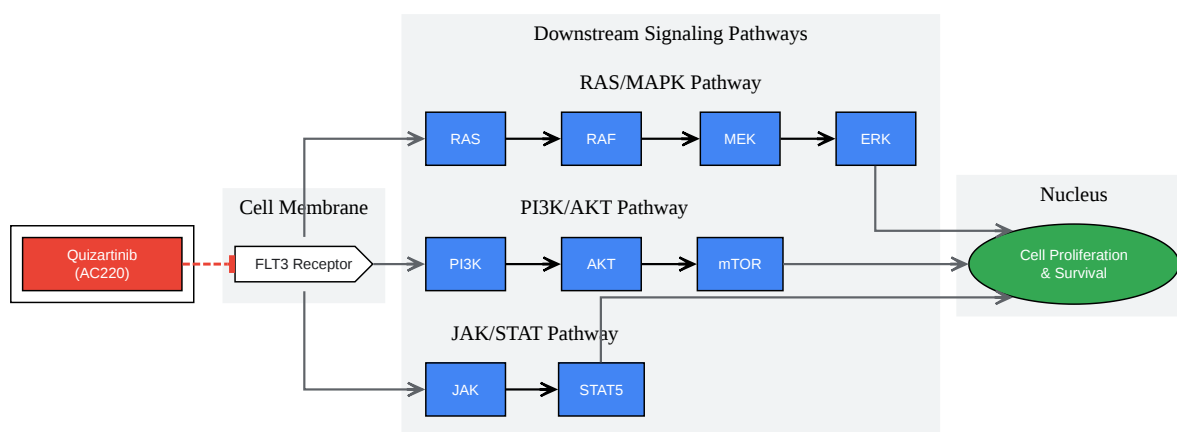 Downstream Signaling Pathways
RAS/MAPK Pathway
RAS
RAF
MEK
ERK
Cell Membrane
PI3K/AKT Pathway
Nucleus
Quizartinib
(AC220)
FLT3 Receptor
PI3K
AKT
mTOR
Cell Proliferation
& Survival
JAK/STAT Pathway
JAK
STAT5